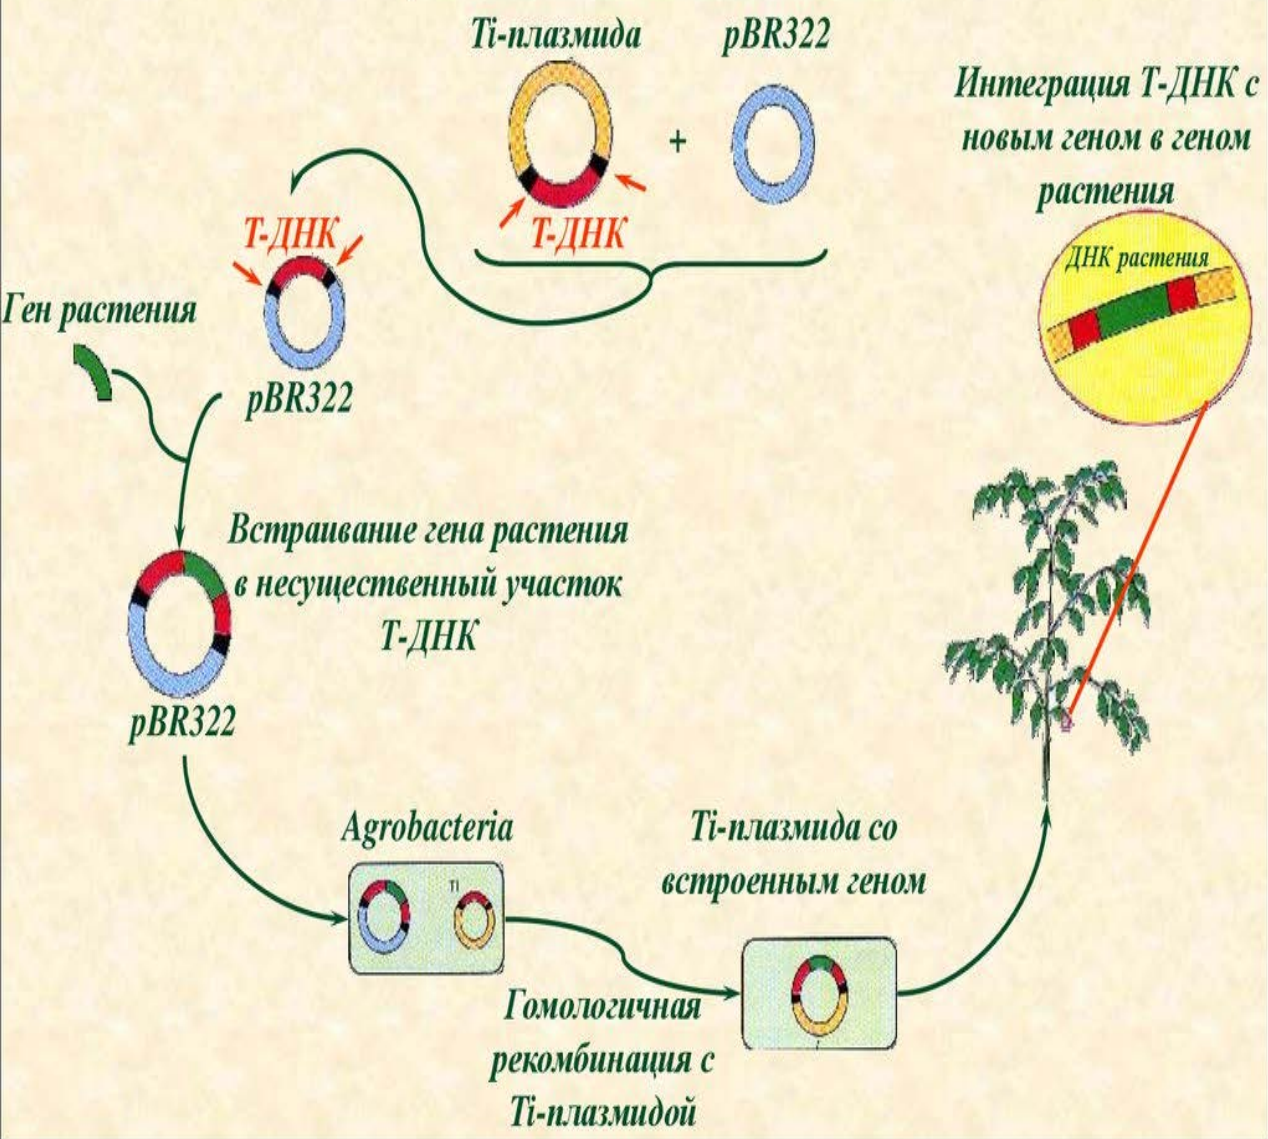 Ti-плазмида
pBR322
+
Интеграция Т-ДНК с
новым геном в геном
растения
Т-ДНК
Т-ДНК
ДНК растения
Ген растения
pBR322
Встраивание гена растения
в несущественный участок
Т-ДНК
pBR322
Agrobacteria
TI
Ti-плазмида со
встроенным геном
Гомологичная
рекомбинация с
Ti-плазмидой